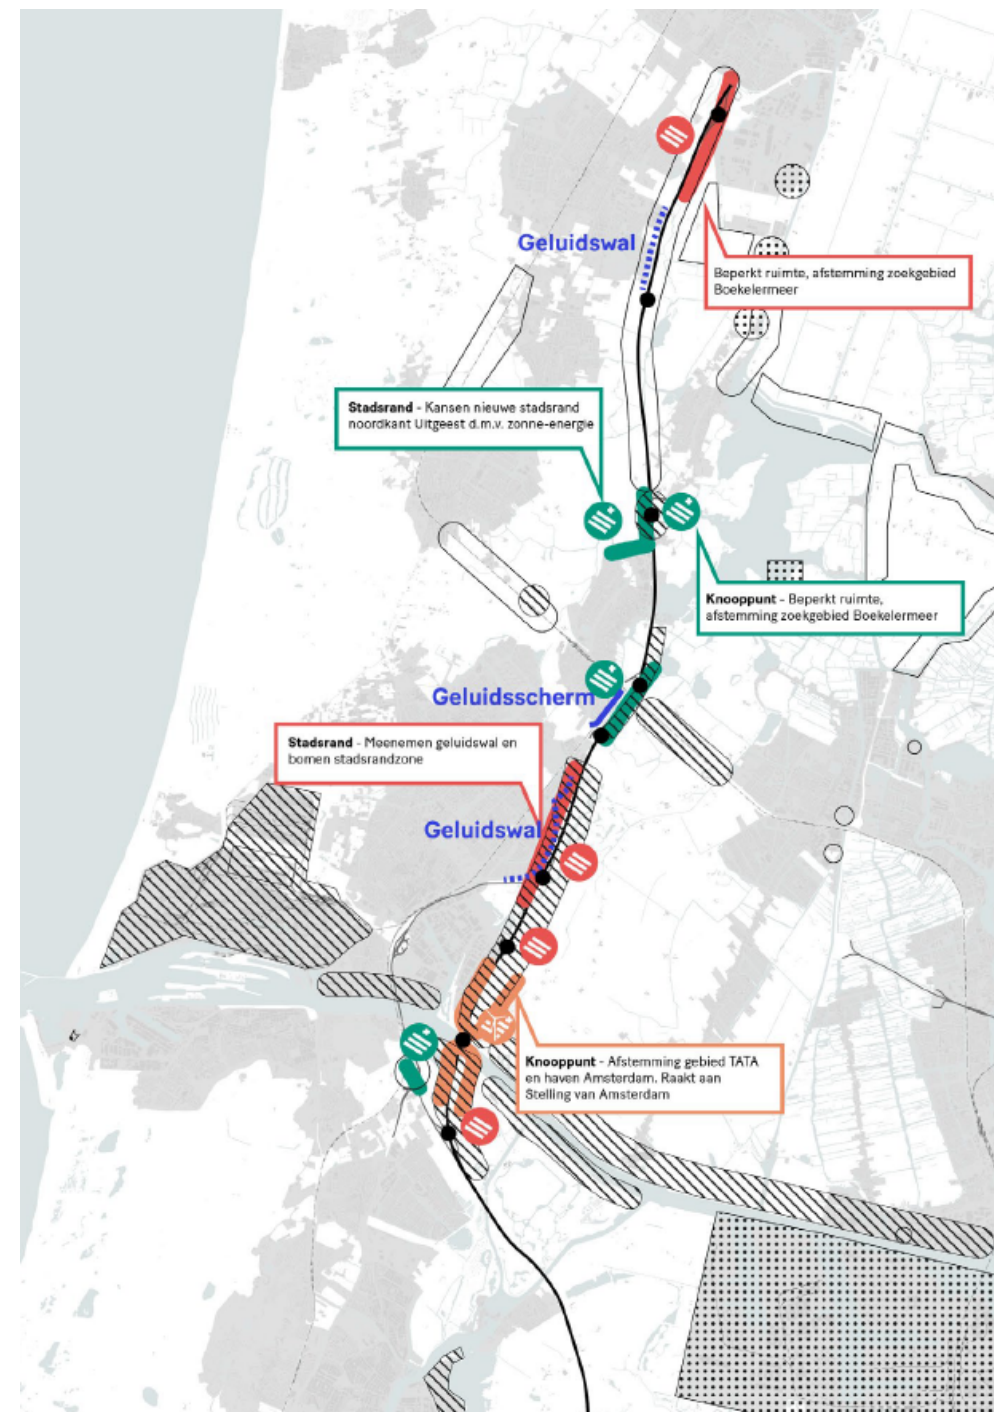 Geluidswal
Beperkt ruimte, afstemming zoekgebied
Boekelermeer
Stadsrand - Kansen nieuwe stadsrand
noordkant Uitgeest d.m.v. zonne-energie
Knooppunt - Beperkt ruimte,
afstemming zoekgebied Boekelermeer
Geluidsscherm
Stadsrand - Meenemen geluidswal en
bomen stadsrandzone
Geluidswal
Knooppunt - Afstemming gebied TATA
en haven Amsterdam. Raakt aan
Stelling van Amsterdam